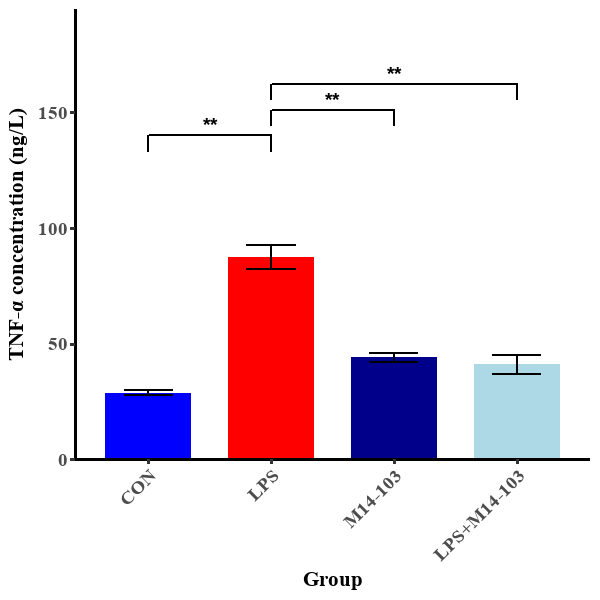 TNF-α concentration (ng/L)
150
100
50
0
**
**
**
CON
LPS
M14-103
LPS+M14-103
Group